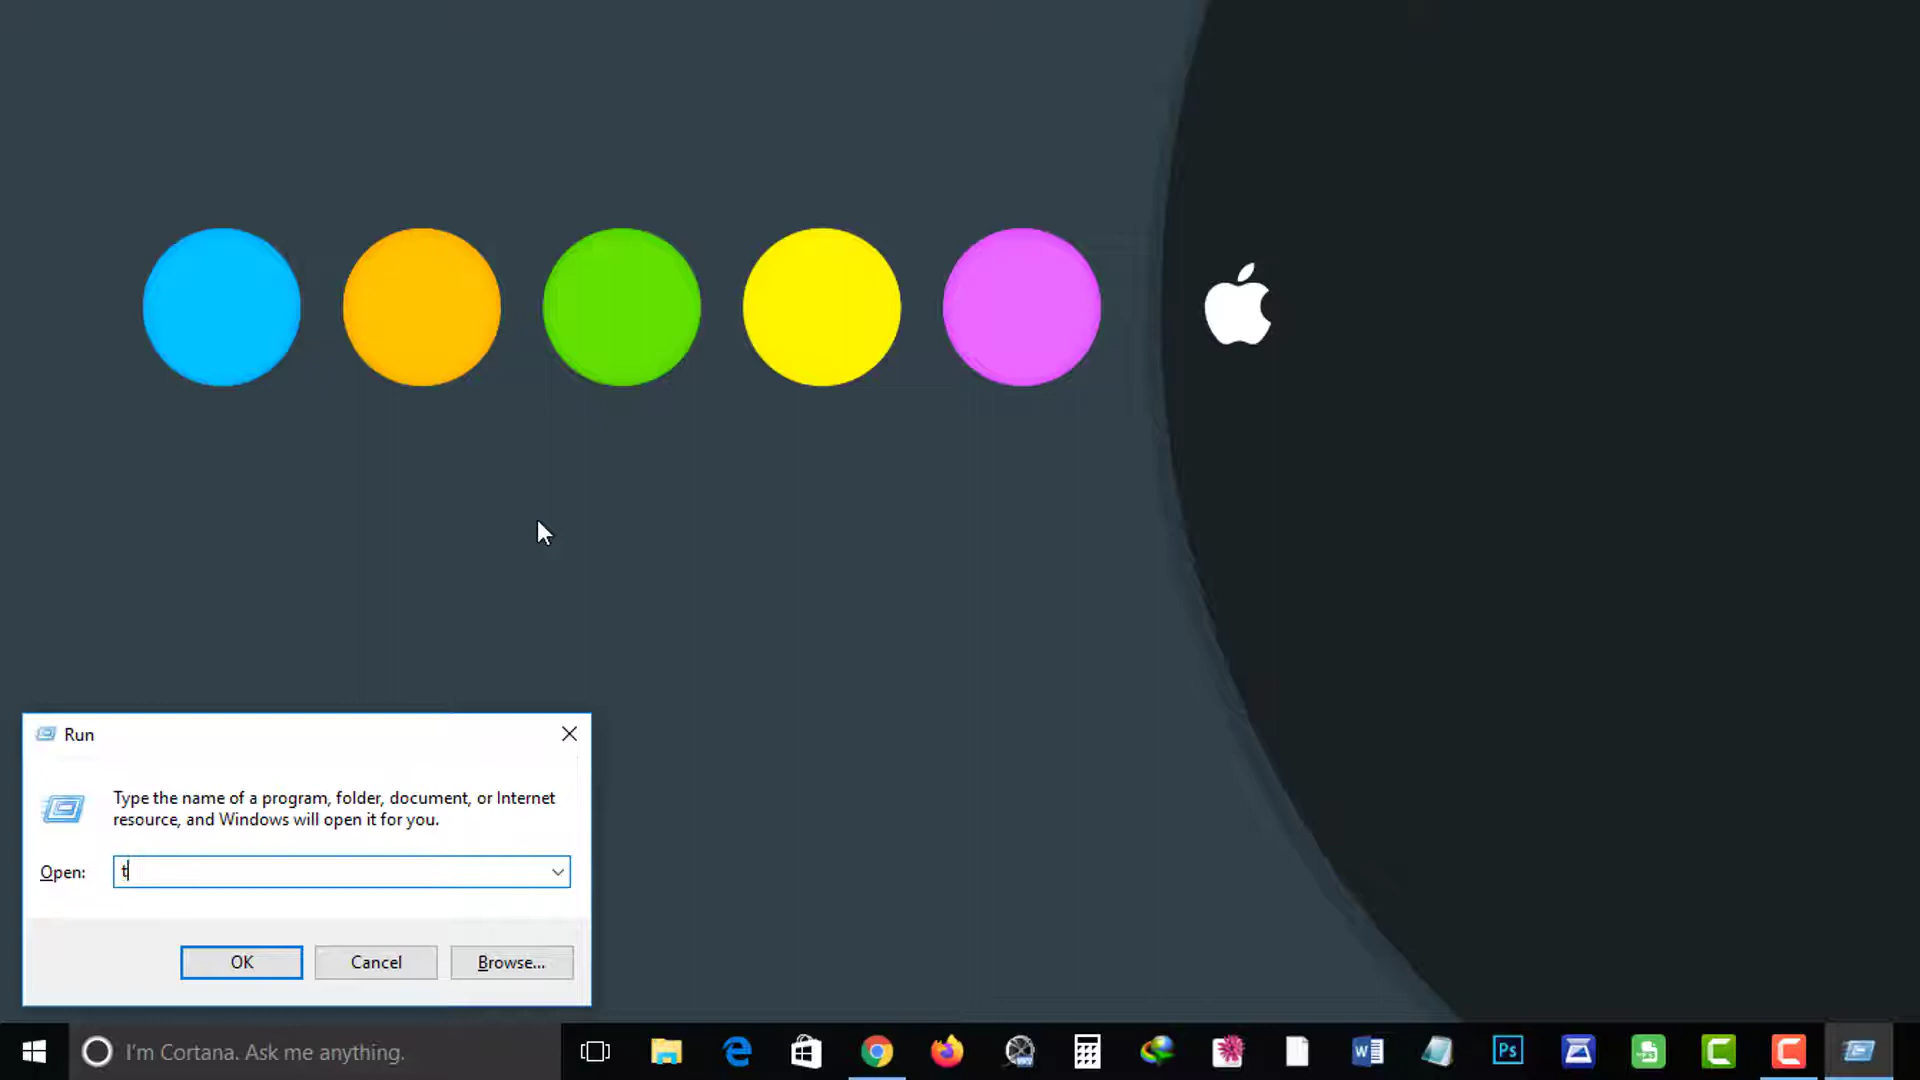 Run
Type the name of a program, folder, document, or Internet
resource, and Windows will open it for you.
Open:
t
OK
Cancel
Browse...
I'm Cortana. Ask me anything.
Ps